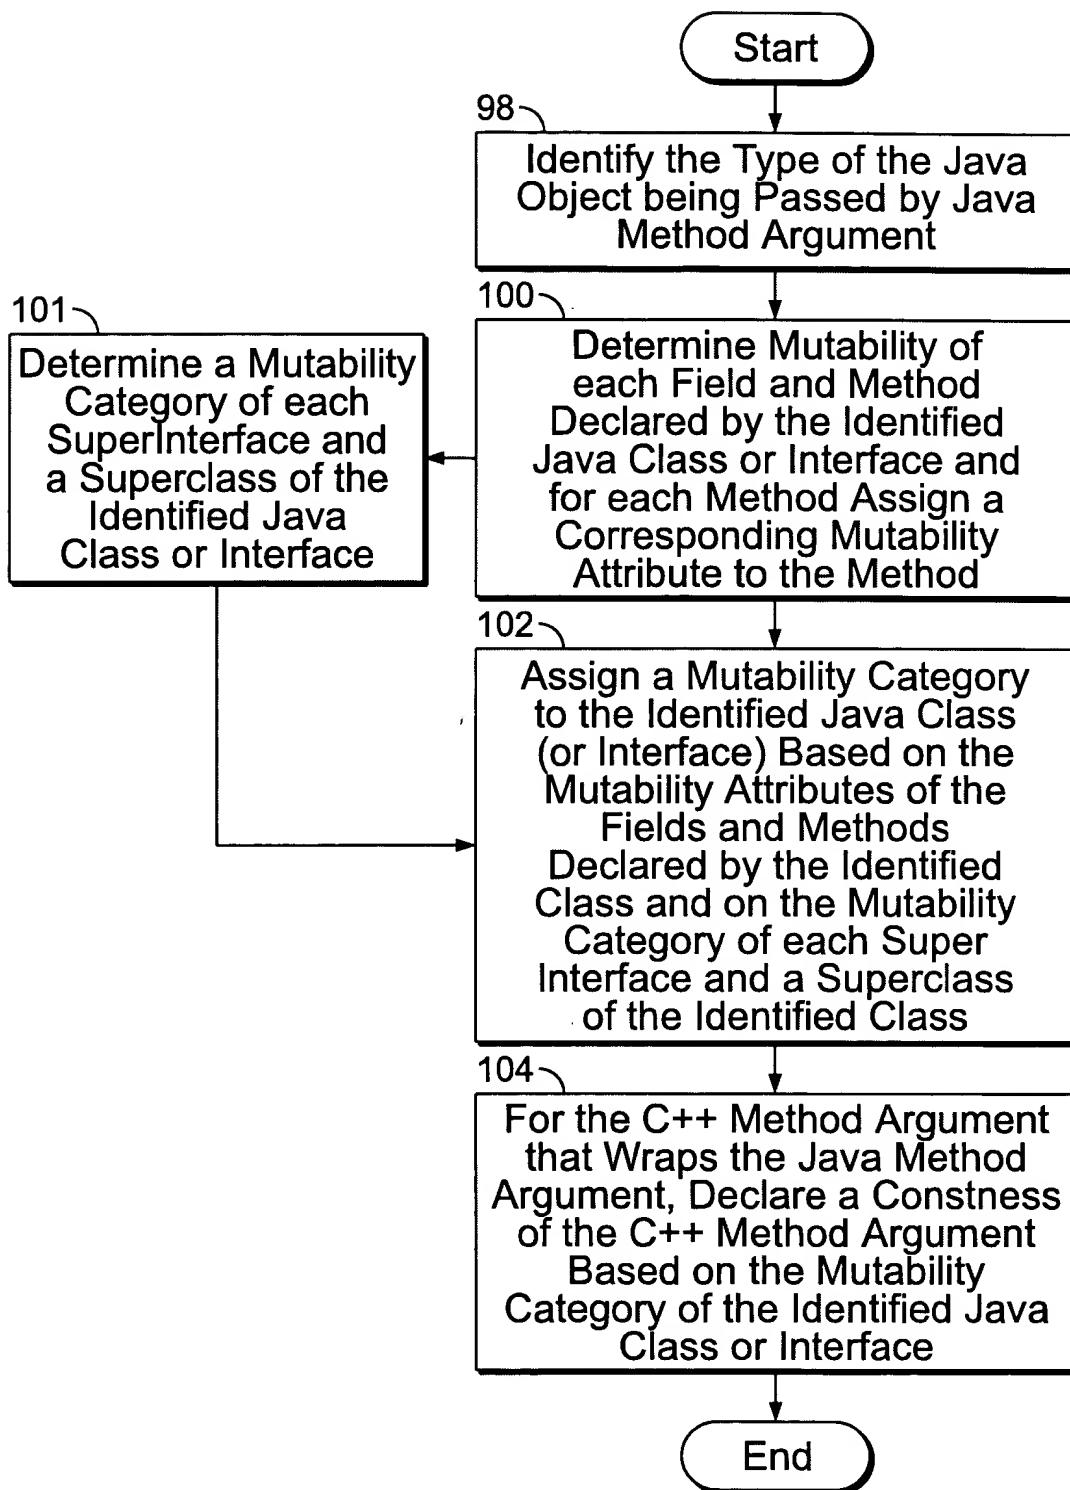 Start
98
Identify the Type of the Java
Object being Passed by Java
Method Argument
100
Determine Mutability of
each Field and Method
Declared by the Identified
Java Class or Interface and
for each Method Assign a
Corresponding Mutability
Attribute to the Method
101
Determine a Mutability
Category of each
SuperInterface and
a Superclass of the
Identified Java
Class or Interface
102
Assign a Mutability Category
to the Identified Java Class
(or Interface) Based on the
Mutability Attributes of the
Fields and Methods
Declared by the Identified
Class and on the Mutability
Category of each Super
Interface and a Superclass
of the Identified Class
104
For the C++ Method Argument
that Wraps the Java Method
Argument, Declare a Constness
of the C++ Method Argument
Based on the Mutability
Category of the Identified Java
Class or Interface
End